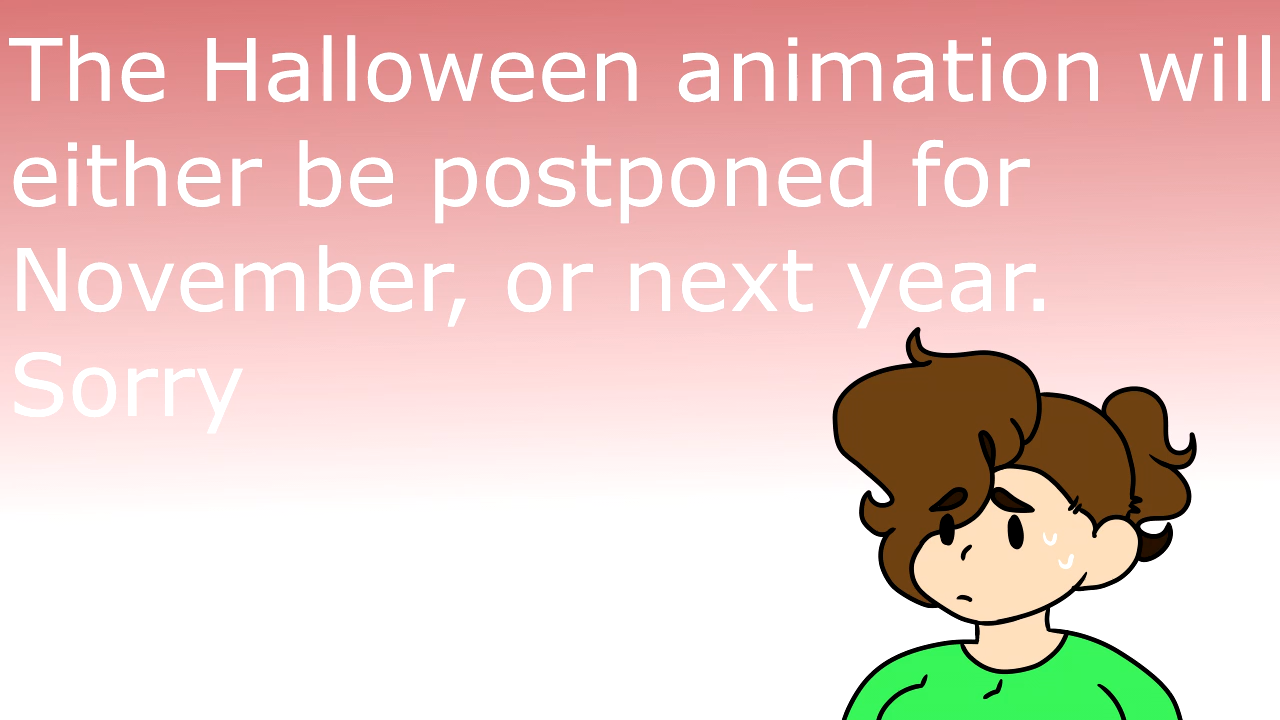 The Halloween animation will
either be postponed for
November, or next year.
Sorry